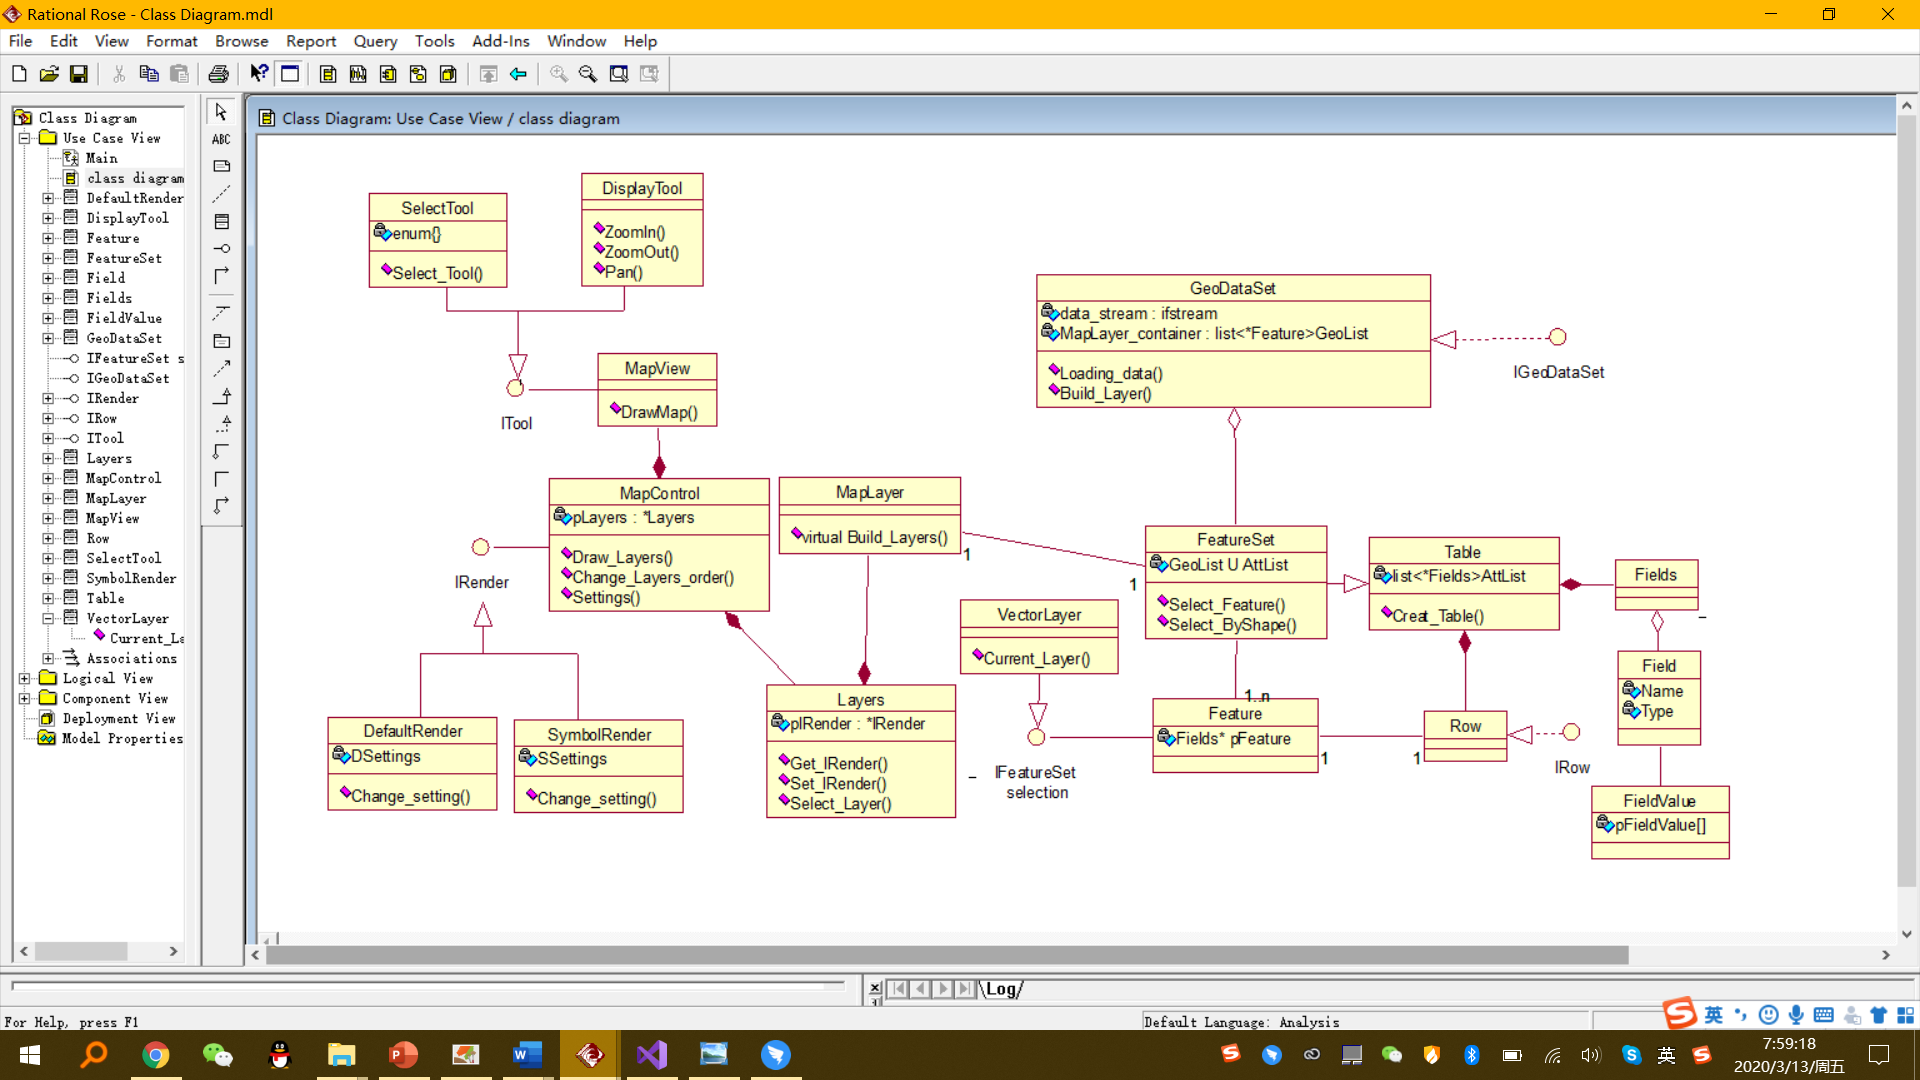 Rational Rose - Class Diagram.mdl
File Edit View Format Browse Report Query Tools Add-Ins Window Help
Class Diagram
Use Case View
Main
class diagram
DefaultRender
DisplayTool
Feature
FeatureSet
Field
Fields
FieldValue
GeoDataSet
IFeatureSet s
IGeoDataSet
IRender
IRow
ITool
Layers
MapControl
MapLayer
MapView
Row
SelectTool
SymbolRender
Table
VectorLayer
Current_La
Associations
Logical View
Component View
Deployment View
Model Properties
ABC
Class Diagram: Use Case View / class diagram
SelectTool
enum{}
Select_Tool()
DisplayTool
ZoomIn()
ZoomOut()
Pan()
ITool
MapView
DrawMap()
MapControl
pLayers : *Layers
Draw_Layers()
Change_Layers_order()
Settings()
IRender
DefaultRender
DSettings
Change_setting()
SymbolRender
SSettings
Change_setting()
MapLayer
virtual Build_Layers()
1
1
Layers
pIRender : *IRender
Get_IRender()
Set_IRender()
Select_Layer()
VectorLayer
Current_Layer()
IFeatureSet
selection
GeoDataSet
data_stream : ifstream
MapLayer_container : list<*Feature>GeoList
Loading_data()
Build_Layer()
IGeoDataSet
FeatureSet
GeoList U AttList
Select_Feature()
Select_ByShape()
1..n
Feature
Fields* pFeature
1
1
Table
list<*Fields>AttList
Creat_Table()
Row
IRow
Fields
Field
Name
Type
FieldValue
pFieldValue[]
Log
For Help, press F1
Default Language: Analysis
英
英
7:59:18
2020/3/13/周五